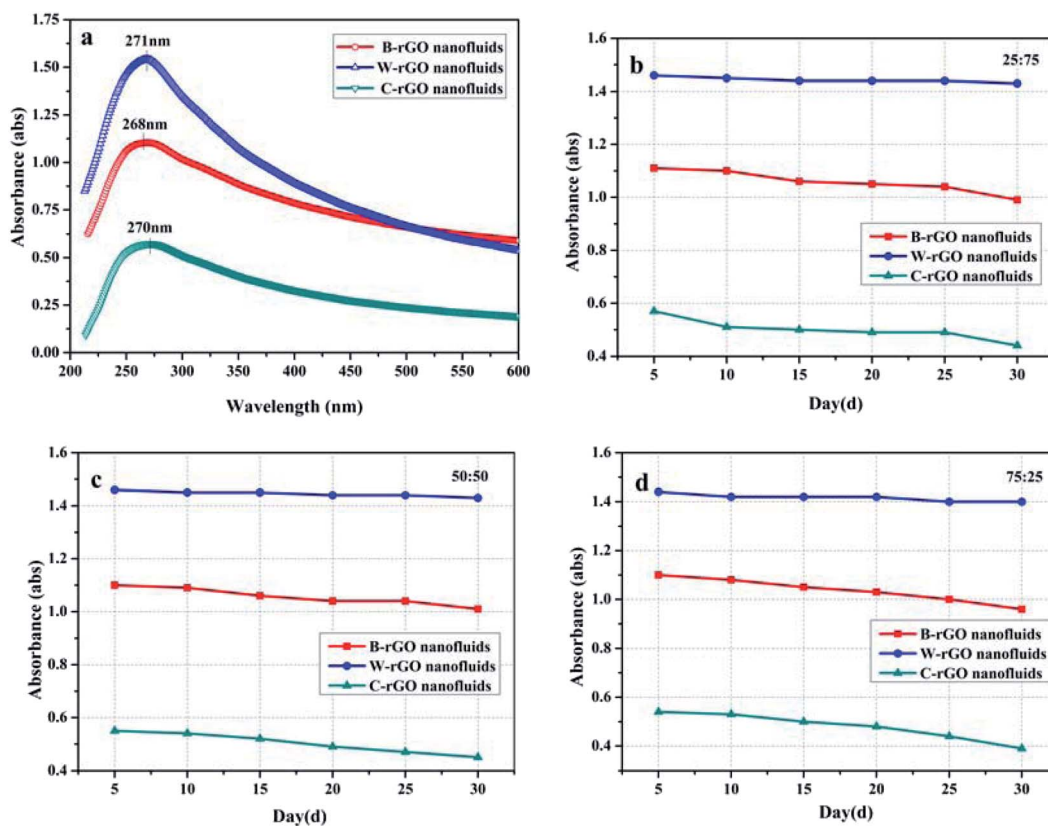 a
271nm
268nm
270nm
B-rGO nanofluids
W-rGO nanofluids
C-rGO nanofluids
Absorbance (abs)
1.75
1.50
1.25
1.00
0.75
0.50
0.25
0.00
200 250 300 350 400 450 500 550 600
Wavelength (nm)
b
25:75
B-rGO nanofluids
W-rGO nanofluids
C-rGO nanofluids
Absorbance (abs)
1.6
1.4
1.2
1.0
0.8
0.6
0.4
5 10 15 20 25 30
Day(d)
c
50:50
B-rGO nanofluids
W-rGO nanofluids
C-rGO nanofluids
Absorbance (abs)
1.6
1.4
1.2
1.0
0.8
0.6
0.4
5 10 15 20 25 30
Day(d)
d
75:25
B-rGO nanofluids
W-rGO nanofluids
C-rGO nanofluids
Absorbance (abs)
1.6
1.4
1.2
1.0
0.8
0.6
0.4
5 10 15 20 25 30
Day(d)